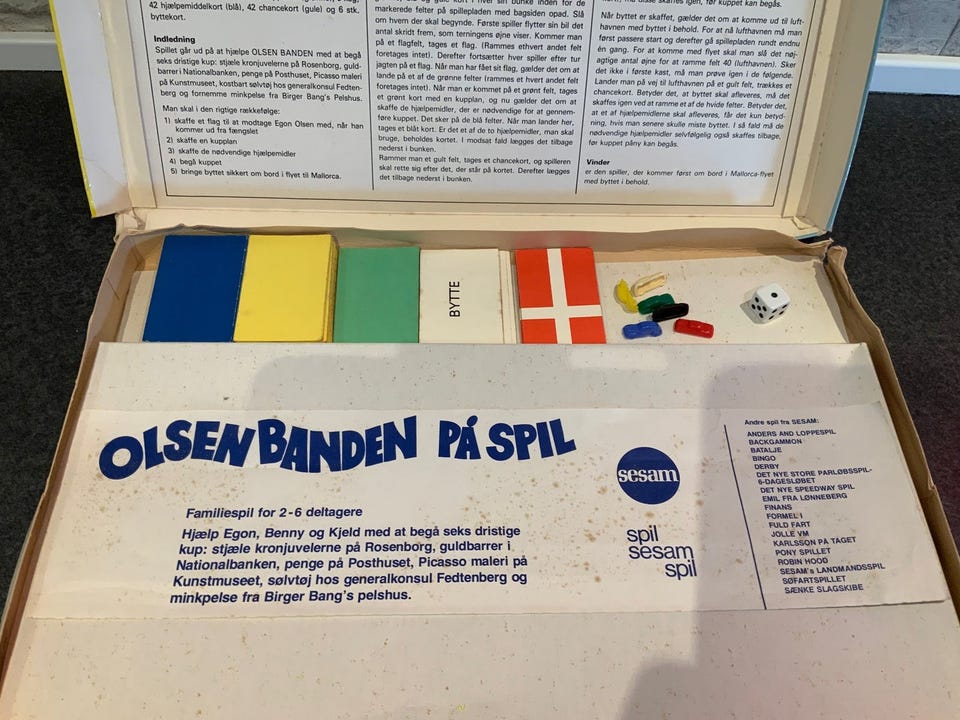 42 hjælpemiddelkort (blå), 42 chancekort (gule) og 6 stk.
byttekort.
Indledning
Spillet går ud på at hjælpe OLSEN BANDEN med at begå
seks dristige kup: stjæle kronjuvelerne på Rosenborg, guld-
barrer i Nationalbanken, penge på Posthuset, Picasso maleri
på Kunstmuseet, kostbart sølvtøj hos generalkonsul Fedten-
berg og fornemme minkpelse fra Birger Bang's Pelshus.
Man skal i den rigtige rækkefølge:
1) skaffe et flag til at modtage Egon Olsen med, når han
kommer ud fra fængslet
2) skaffe en kupplan
3) skaffe de nødvendige hjælpemidler
4) begå kuppet
5) bringe byttet sikkert om bord i flyet til Mallorca.
markerede felter på spillepladen med bagsiden opad. Slå
om hvem der skal begynde. Første spiller flytter sin bil det
antal skridt frem, som terningens øjne viser. Kommer man
på et flagfelt, tages et flag. (Rammes ethvert andet felt
foretages intet). Derefter fortsætter hver spiller efter tur
jagten på et flag. Når man har fået sit flag, gælder det om at
lande på et af de grønne felter (rammes et hvert andet felt
foretages intet). Når man er kommet på et grønt felt, tages
et grønt kort med en kupplan, og nu gælder det om at
skaffe de hjælpemidler, der er nødvendige for at gennem-
føre kuppet. Det sker på de blå felter. Når man lander her,
tages et blåt kort. Er det et af de to hjælpemidler, man skal
bruge, beholdes kortet. I modsat fald lægges det tilbage
nederst i bunken.
Rammer man et gult felt, tages et chancekort, og spilleren
skal rette sig efter det, der står på kortet. Derefter lægges
det tilbage nederst i bunken.
Når byttet er skaffet, gælder det om at komme ud til luft-
havnen med byttet i behold. For at nå lufthavnen må man
først passere start og derefter gå spillepladen rundt endnu
én gang. For at komme med flyet skal man slå det nøj-
agtige antal øjne for at ramme felt 40 (lufthavnen). Sker
det ikke i første kast, må man prøve igen i de følgende.
Lander man på vej til lufthavnen på et gult felt, trækkes et
chancekort. Betyder det, at byttet skal afleveres, må det
skaffes igen ved at ramme et af de hvide felter. Betyder det,
at et af hjælpemidlerne skal afleveres, får det kun betyd-
ning, hvis man senere skulle miste byttet. I så fald må de
nødvendige hjælpemidler selvfølgelig også skaffes tilbage,
før kuppet påny kan begås.
Vinder
er den spiller, der kommer først om bord i Mallorca-flyet
med byttet i behold.
BYTTE
OLSEN BANDEN PÅ SPIL
Familiespil for 2-6 deltagere
Hjælp Egon, Benny og Kjeld med at begå seks dristige
kup: stjæle kronjuvelerne på Rosenborg, guldbarrer i
Nationalbanken, penge på Posthuset, Picasso maleri på
Kunstmuseet, sølvtøj hos generalkonsul Fedtenberg og
minkpelse fra Birger Bang's pelshus.
sesam
spil
sesam
spil
Andre spil fra SESAM:
ANDERS AND LOPPESPIL
BACKGAMMON
BATALJE
BINGO
DERBY
DET NYE STORE PARLØBSSPIL-
6-DAGESLØBET
DET NYE SPEEDWAY SPIL
EMIL FRA LØNNEBERG
FINANS
FORMEL I
FULD FART
JOLLE VM
KARLSSON PÅ TAGET
PONY SPILLET
ROBIN HOOD
SESAM's LANDMANDSSPIL
SØFARTSPILLET
SÆNKE SLAGSKIBE